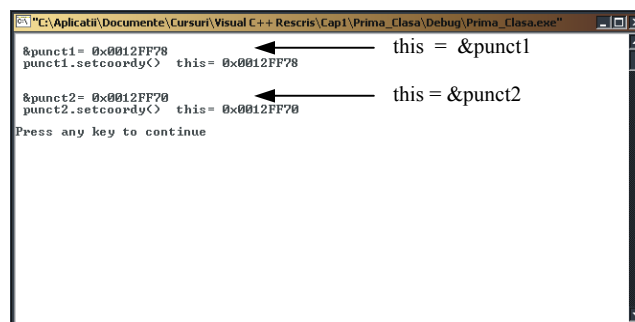 "C:\Aplicatii\Documente\Cursuri\Visual C++ Rescris\Cap1\Prima_Clasa\Debug\Prima_Clasa.exe"
&punct1= 0x0012FF78 this = &punct1
punct1.setcoordy() this= 0x0012FF78
&punct2= 0x0012FF70 this = &punct2
punct2.setcoordy() this= 0x0012FF70
Press any key to continue